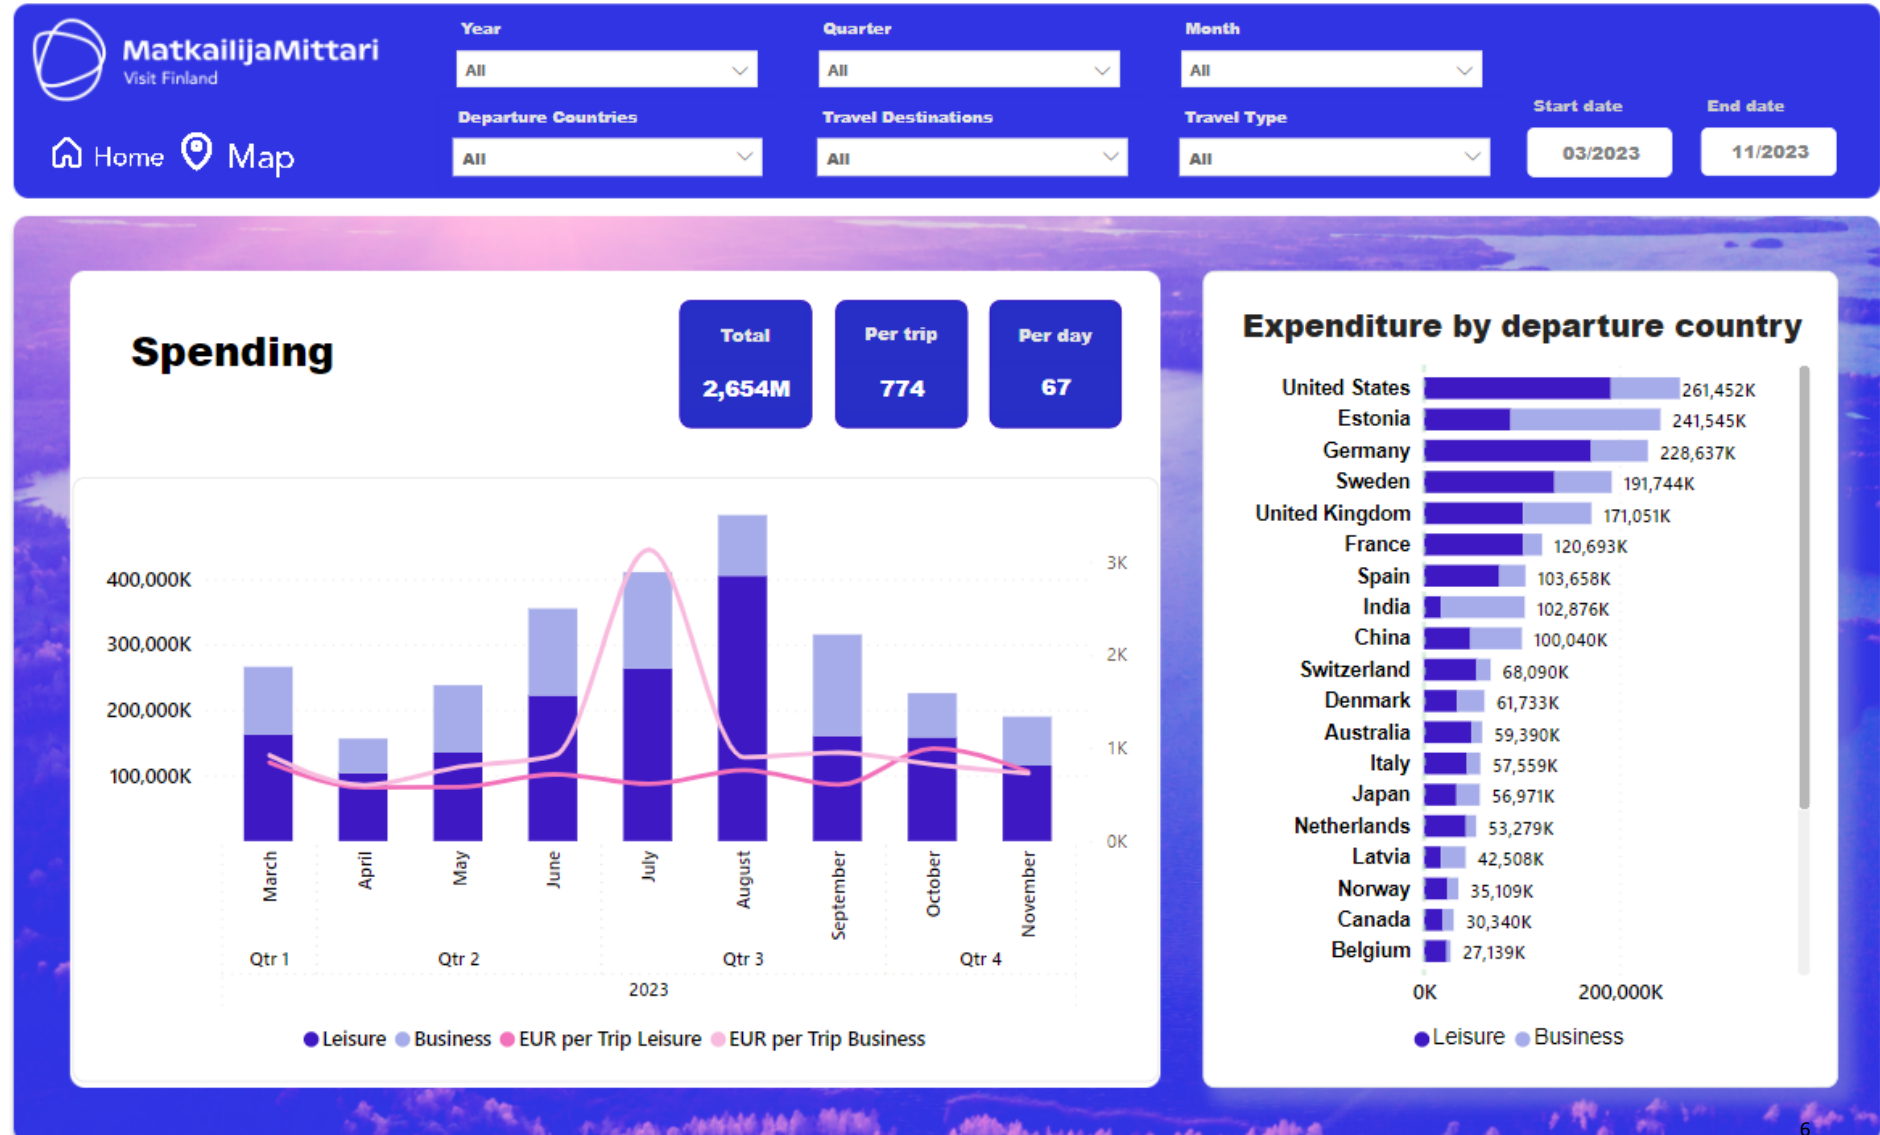 MatkailijaMittari
Visit Finland
Home Map
Year Quarter Month
All All All
Departure Countries Travel Destinations Travel Type
All All All
Start date End date
03/2023 11/2023
Spending
Total Per trip Per day
2,654M 774 67
400,000K
300,000K
200,000K
100,000K
3K
2K
1K
0K
March April May June July August September October November
Qtr 1 Qtr 2 Qtr 3 Qtr 4
2023
Leisure Business EUR per Trip Leisure EUR per Trip Business
Expenditure by departure country
United States 261,452K
Estonia 241,545K
Germany 228,637K
Sweden 191,744K
United Kingdom 171,051K
France 120,693K
Spain 103,658K
India 102,876K
China 100,040K
Switzerland 68,090K
Denmark 61,733K
Australia 59,390K
Italy 57,559K
Japan 56,971K
Netherlands 53,279K
Latvia 42,508K
Norway 35,109K
Canada 30,340K
Belgium 27,139K
0K 200,000K
Leisure Business
6